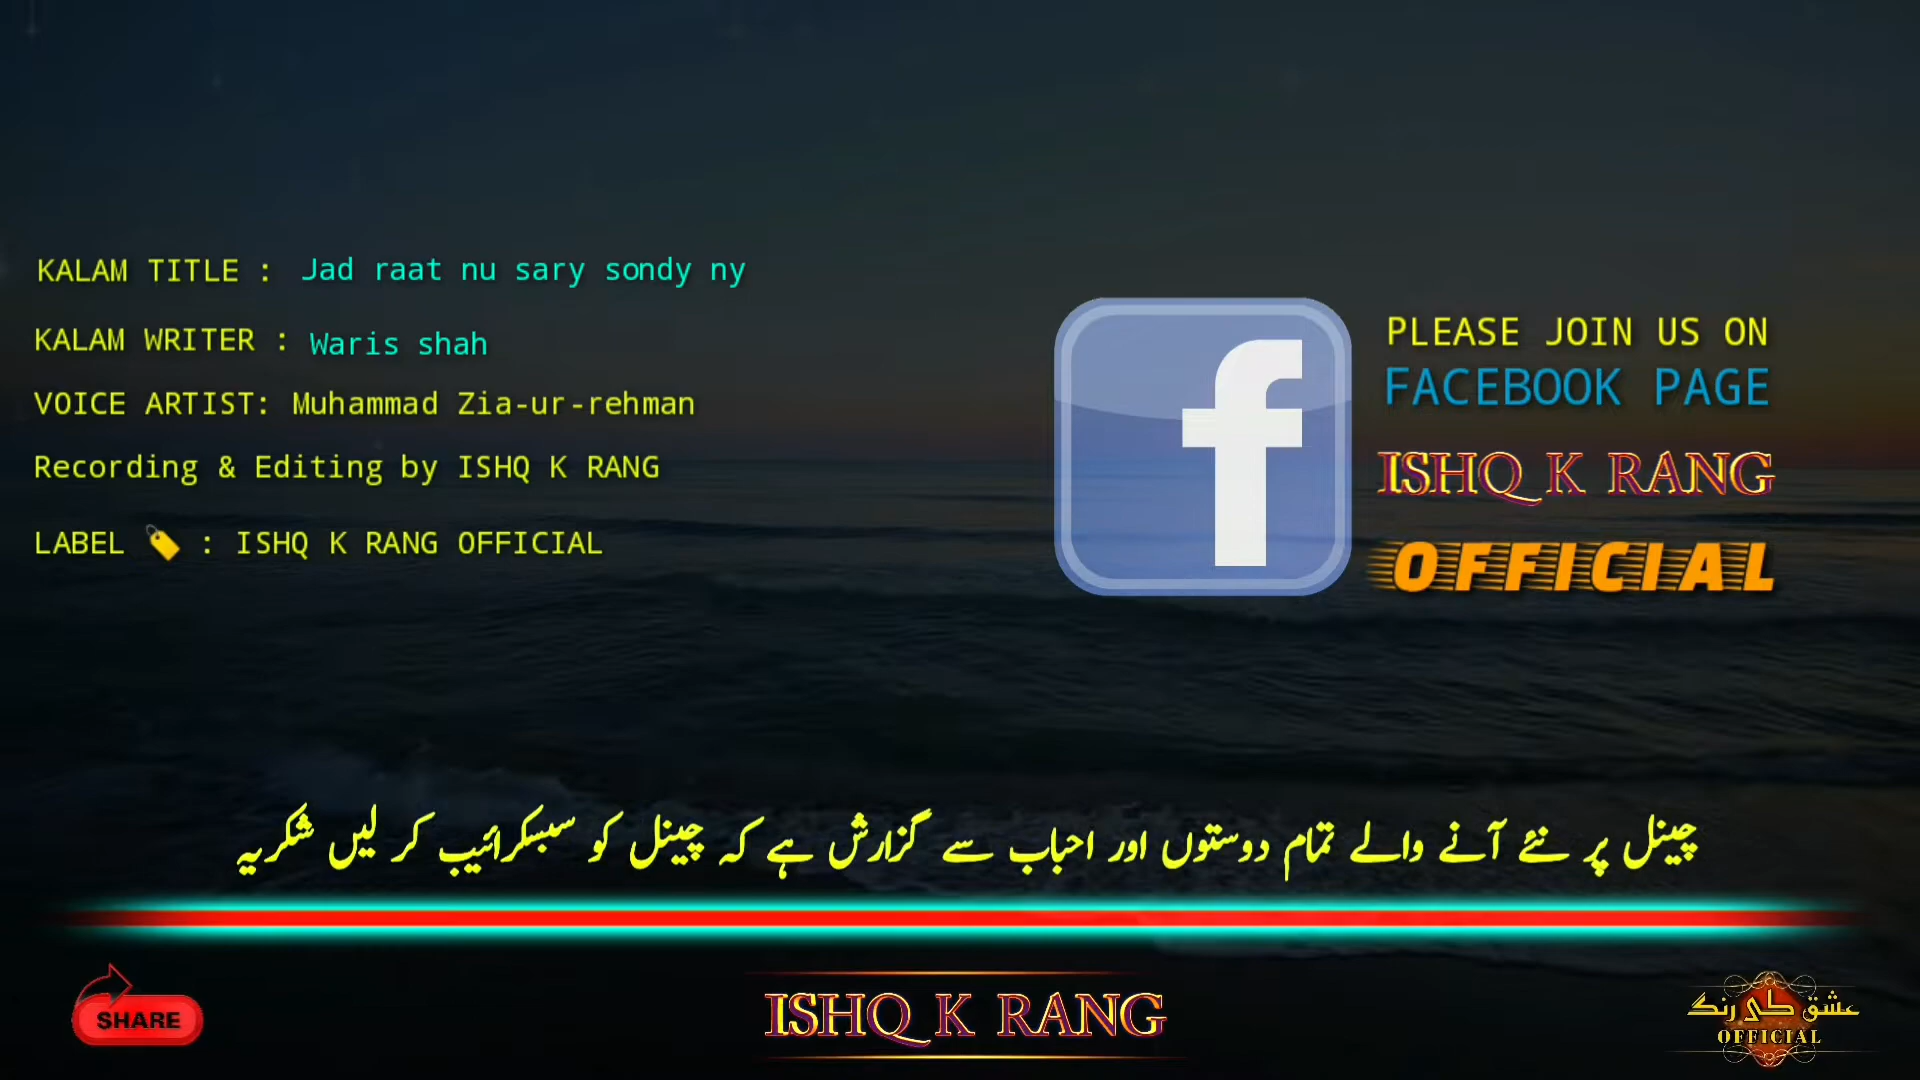 KALAM TITLE : Jad raat nu sary sondy ny
KALAM WRITER : Waris shah
VOICE ARTIST: Muhammad Zia-ur-rehman
Recording & Editing by ISHQ K RANG
LABEL 🏷 : ISHQ K RANG OFFICIAL
f
PLEASE JOIN US ON
FACEBOOK PAGE
ISHQ K RANG
OFFICIAL
چینل پر نئے آنے والے تمام دوستوں اور احباب سے گزارش ہے کہ چینل کو سبسکرائیب کر لیں شکریہ
SHARE
ISHQ K RANG
عشق کے رنگ
OFFICIAL